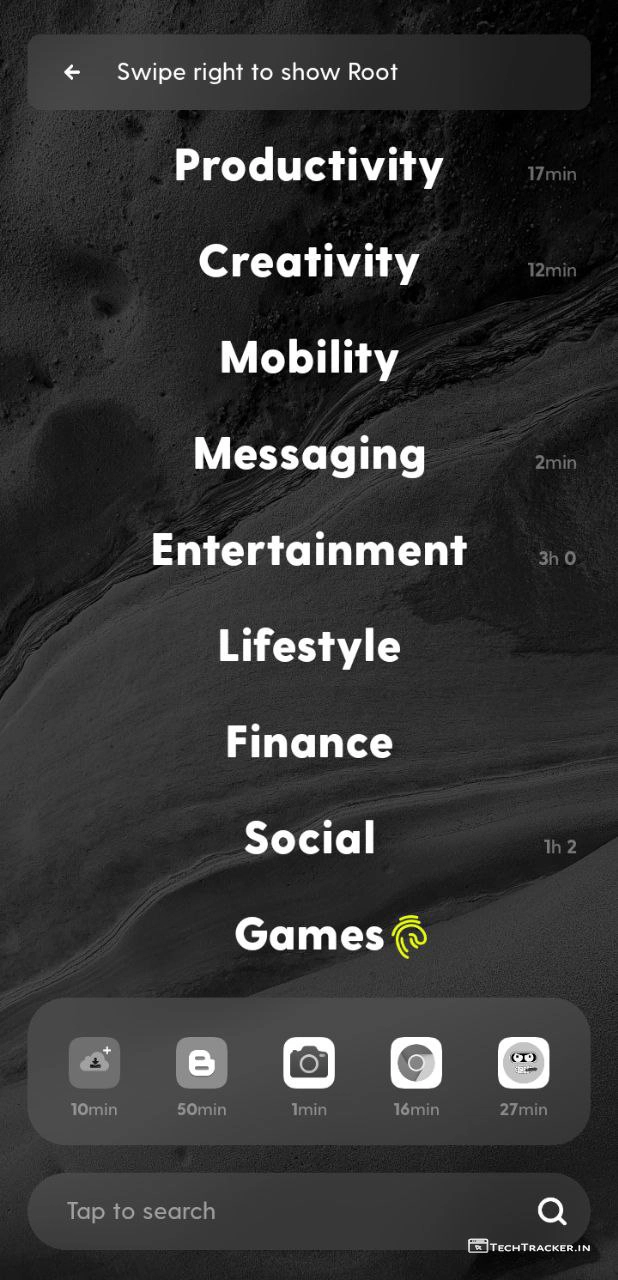 Swipe right to show Root
Productivity
17min
Creativity
12min
Mobility
Messaging
2min
Entertainment
3h 0
Lifestyle
Finance
Social
1h 2
Games
10min 50min 1min 16min 27min
Tap to search
TECHTRACKER.IN